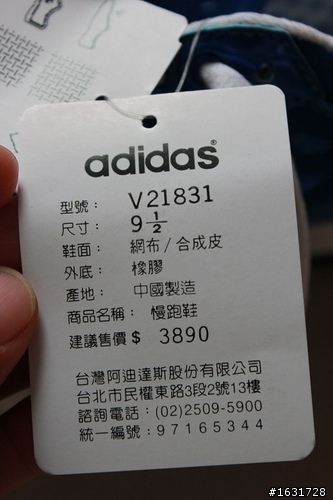 adidas®
型號： V21831
尺寸： 9 1/2
鞋面： 網布/合成皮
外底： 橡膠
產地： 中國製造
商品名稱： 慢跑鞋
建議售價$ 3890
台灣阿迪達斯股份有限公司
台北市民權東路3段2號13樓
諮詢電話：(02)2509-5900
統一編號：97165344
#1631728